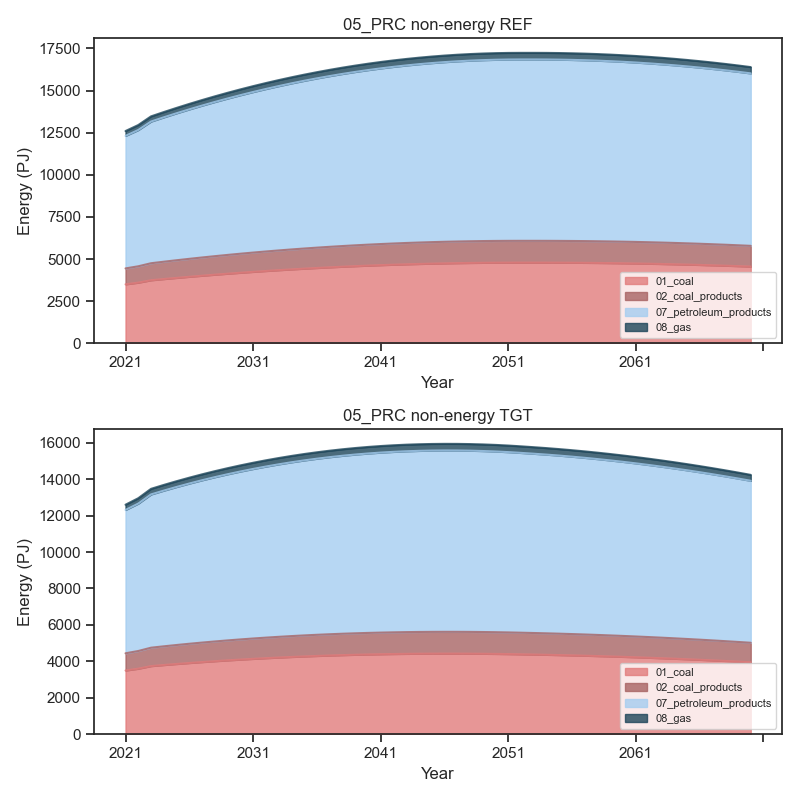 05_PRC non-energy REF
17500
15000
12500
10000
7500
5000
2500
0
Energy (PJ)
01_coal
02_coal_products
07_petroleum_products
08_gas
2021 2031 2041 2051 2061
Year
05_PRC non-energy TGT
16000
14000
12000
10000
8000
6000
4000
2000
0
Energy (PJ)
01_coal
02_coal_products
07_petroleum_products
08_gas
2021 2031 2041 2051 2061
Year